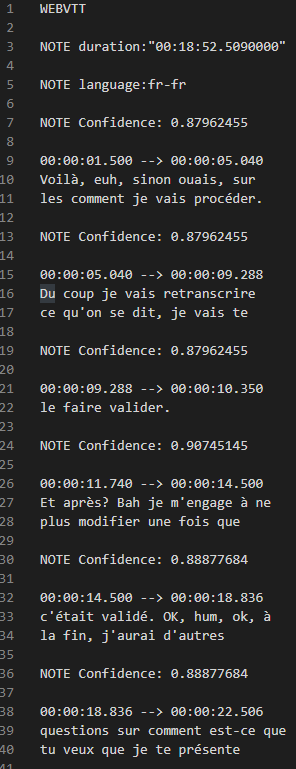 1 WEBVTT
2
3 NOTE duration:"00:18:52.5090000"
4
5 NOTE language:fr-fr
6
7 NOTE Confidence: 0.87962455
8
9 00:00:01.500 --> 00:00:05.040
10 Voilà, euh, sinon ouais, sur
11 les comment je vais procéder.
12
13 NOTE Confidence: 0.87962455
14
15 00:00:05.040 --> 00:00:09.288
16 Du coup je vais retranscrire
17 ce qu'on se dit, je vais te
18
19 NOTE Confidence: 0.87962455
20
21 00:00:09.288 --> 00:00:10.350
22 le faire valider.
23
24 NOTE Confidence: 0.90745145
25
26 00:00:11.740 --> 00:00:14.500
27 Et après? Bah je m'engage à ne
28 plus modifier une fois que
29
30 NOTE Confidence: 0.88877684
31
32 00:00:14.500 --> 00:00:18.836
33 c'était validé. OK, hum, ok, à
34 la fin, j'aurai d'autres
35
36 NOTE Confidence: 0.88877684
37
38 00:00:18.836 --> 00:00:22.506
39 questions sur comment est-ce que
40 tu veux que je te présente
41